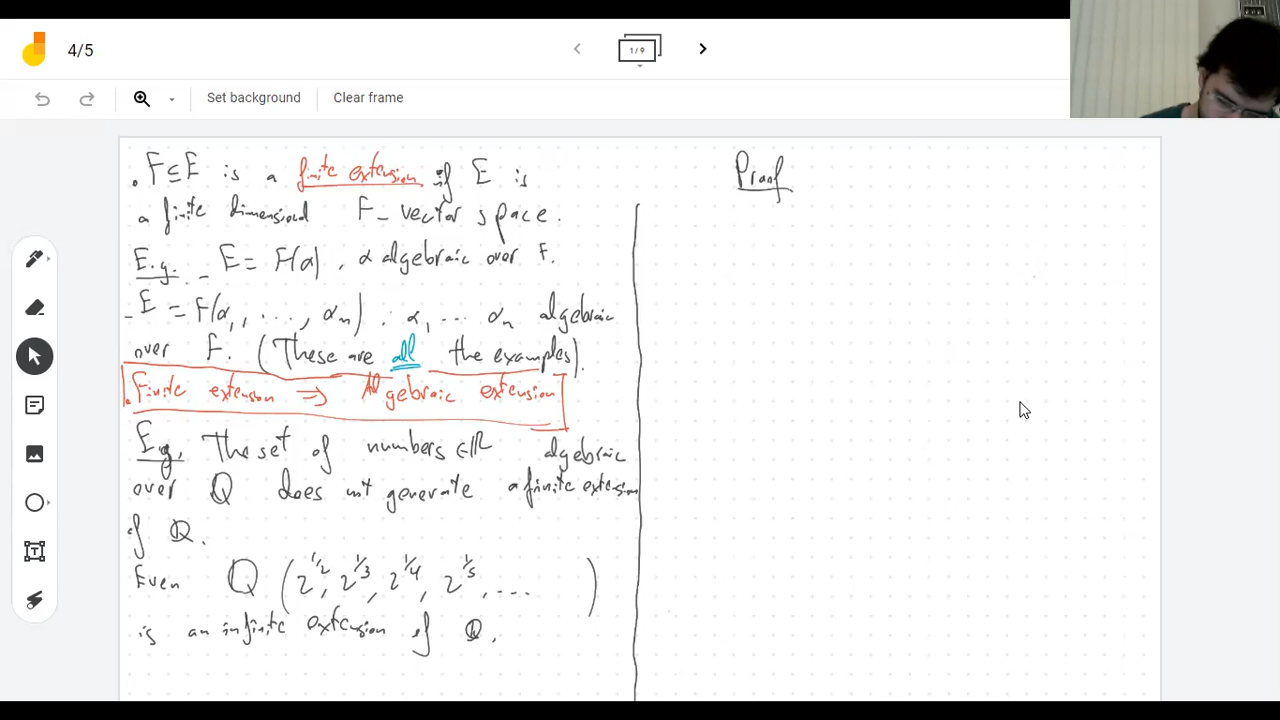 4/5
1/9
Set background
Clear frame
. F ⊆ E is a finite extension if E is
a finite dimensional F-vector space.
E.g. - E = F(α), α algebraic over F.
- E = F(α₁, ..., αₙ) : α₁ ... αₙ algebraic
over F. (These are all the examples).
. Finite extension ⇒ Algebraic extension
E.g. The set of numbers ∈ ℝ algebraic
over ℚ does not generate a finite extension
of ℚ.
Even ℚ (2^{1/2}, 2^{1/3}, 2^{1/4}, 2^{1/5}, ... )
is an infinite extension of ℚ.
Proof